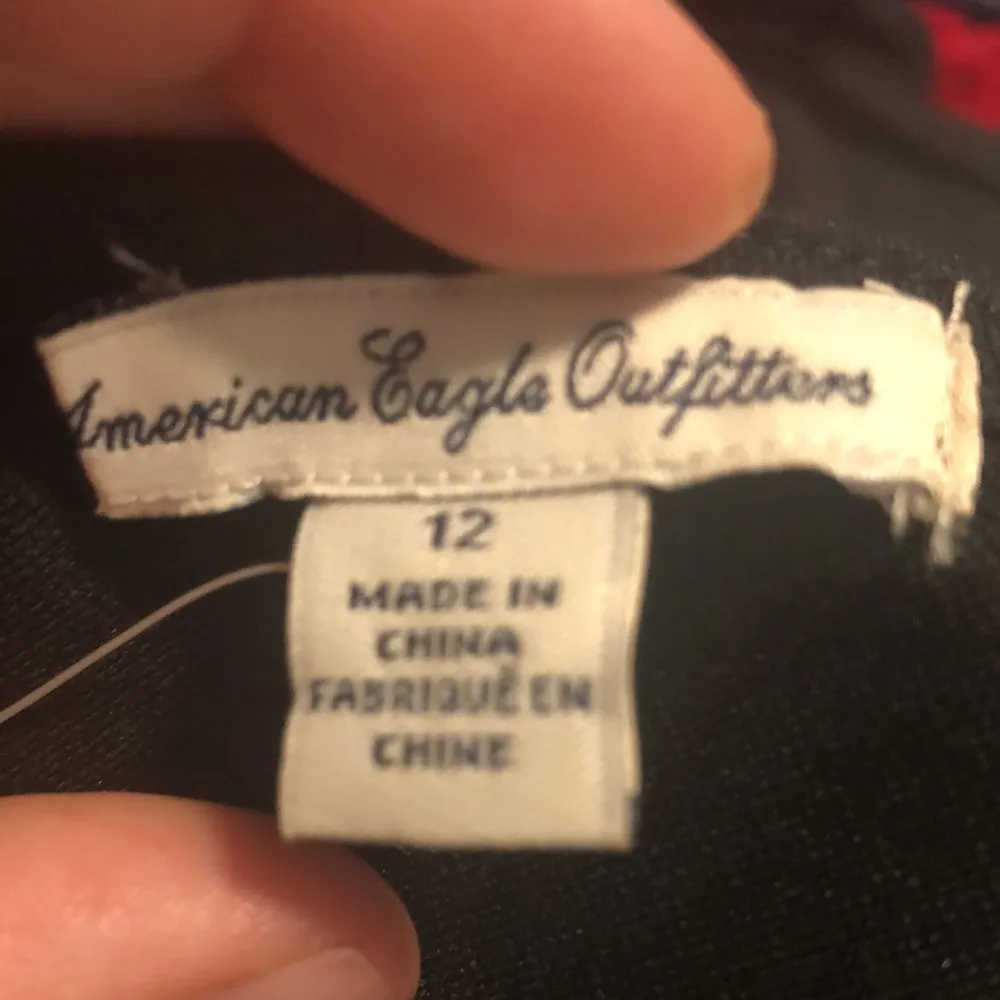 American Eagle Outfitters
12
MADE IN
CHINA
FABRIQUÉ EN
CHINE